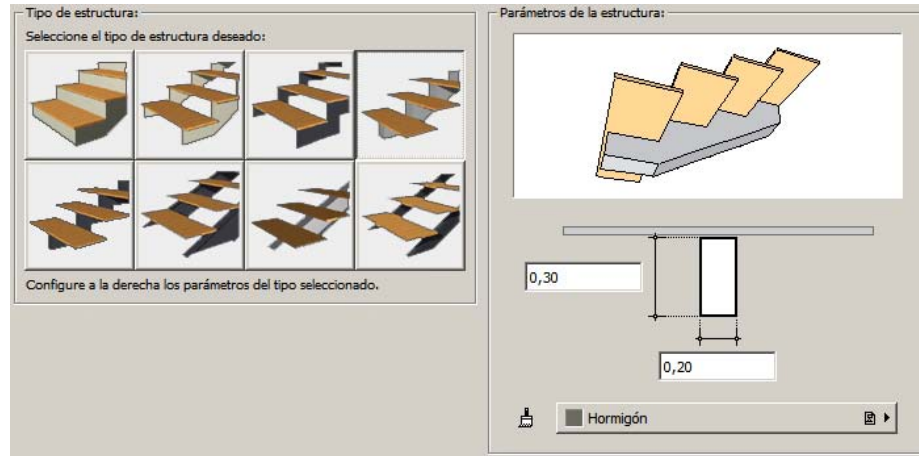 Tipo de estructura:
Seleccione el tipo de estructura deseado:
Configure a la derecha los parámetros del tipo seleccionado.
Parámetros de la estructura:
0,30
0,20
Hormigón